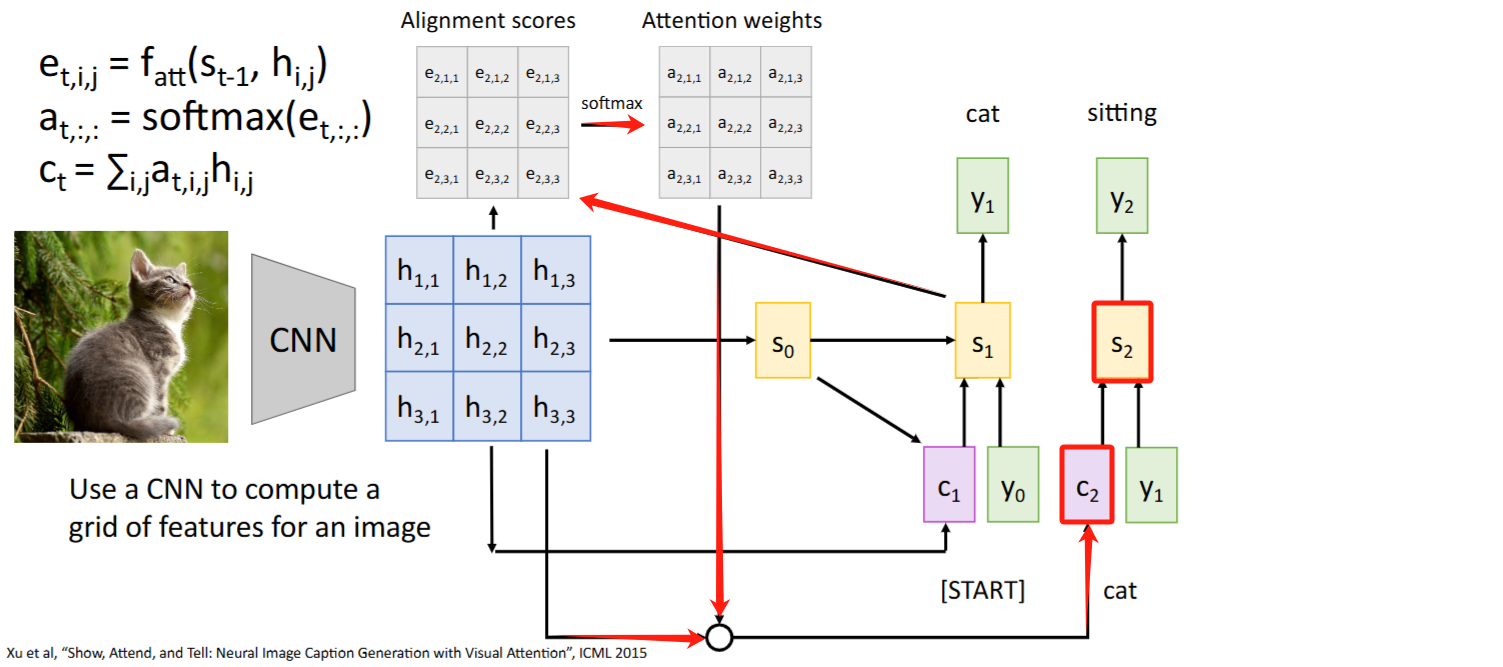 Alignment scores
Attention weights
e_{t,i,j} = f_{att}(s_{t-1}, h_{i,j})
a_{t,:,:} = softmax(e_{t,:,:})
c_t = ∑_{i,j}a_{t,i,j}h_{i,j}
e_{2,1,1} e_{2,1,2} e_{2,1,3}
e_{2,2,1} e_{2,2,2} e_{2,2,3}
e_{2,3,1} e_{2,3,2} e_{2,3,3}
softmax
a_{2,1,1} a_{2,1,2} a_{2,1,3}
a_{2,2,1} a_{2,2,2} a_{2,2,3}
a_{2,3,1} a_{2,3,2} a_{2,3,3}
cat
sitting
y_1
y_2
CNN
h_{1,1} h_{1,2} h_{1,3}
h_{2,1} h_{2,2} h_{2,3}
h_{3,1} h_{3,2} h_{3,3}
s_0
s_1
s_2
c_1
y_0
c_2
y_1
Use a CNN to compute a
grid of features for an image
[START]
cat
Xu et al, “Show, Attend, and Tell: Neural Image Caption Generation with Visual Attention”, ICML 2015